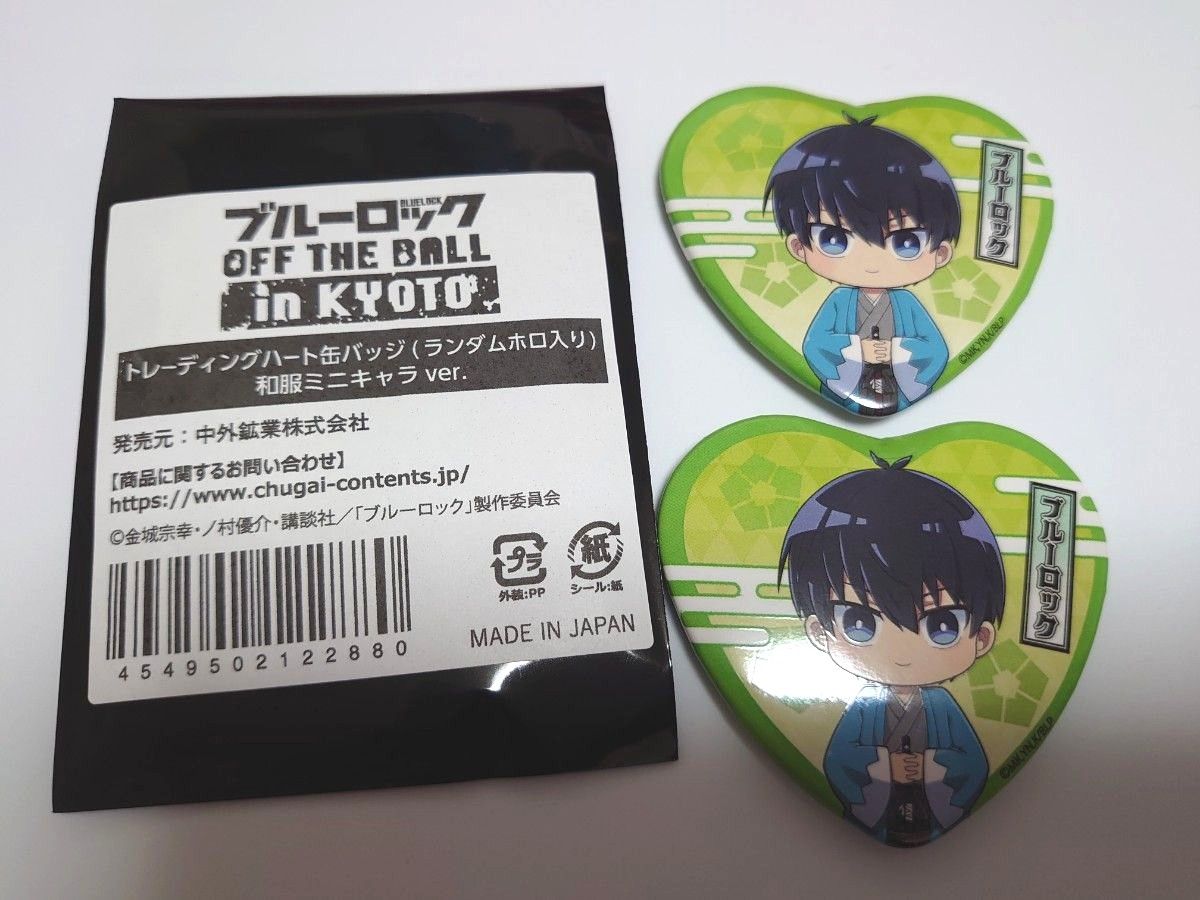 ブルーロック
BLUELOCK
OFF THE BALL
in KYOTO
トレーディングハート缶バッジ(ランダムホロ入り)
和服ミニキャラ ver.
発売元:中外鉱業株式会社
【商品に関するお問い合わせ】
https://www.chugai-contents.jp/
©金城宗幸・ノ村優介・講談社/「ブルーロック」製作委員会
プラ
外装:PP
紙
シール:紙
4549502122880
MADE IN JAPAN
ブルーロック
©MK,YN,K/BLP
ブルーロック
©MK,YN,K/BLP